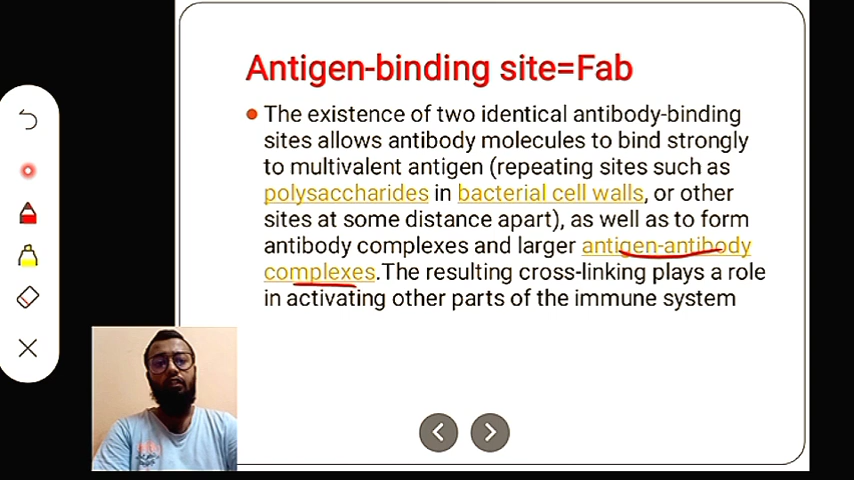 Antigen-binding site=Fab
The existence of two identical antibody-binding
sites allows antibody molecules to bind strongly
to multivalent antigen (repeating sites such as
polysaccharides in bacterial cell walls, or other
sites at some distance apart), as well as to form
antibody complexes and larger antigen-antibody
complexes.The resulting cross-linking plays a role
in activating other parts of the immune system